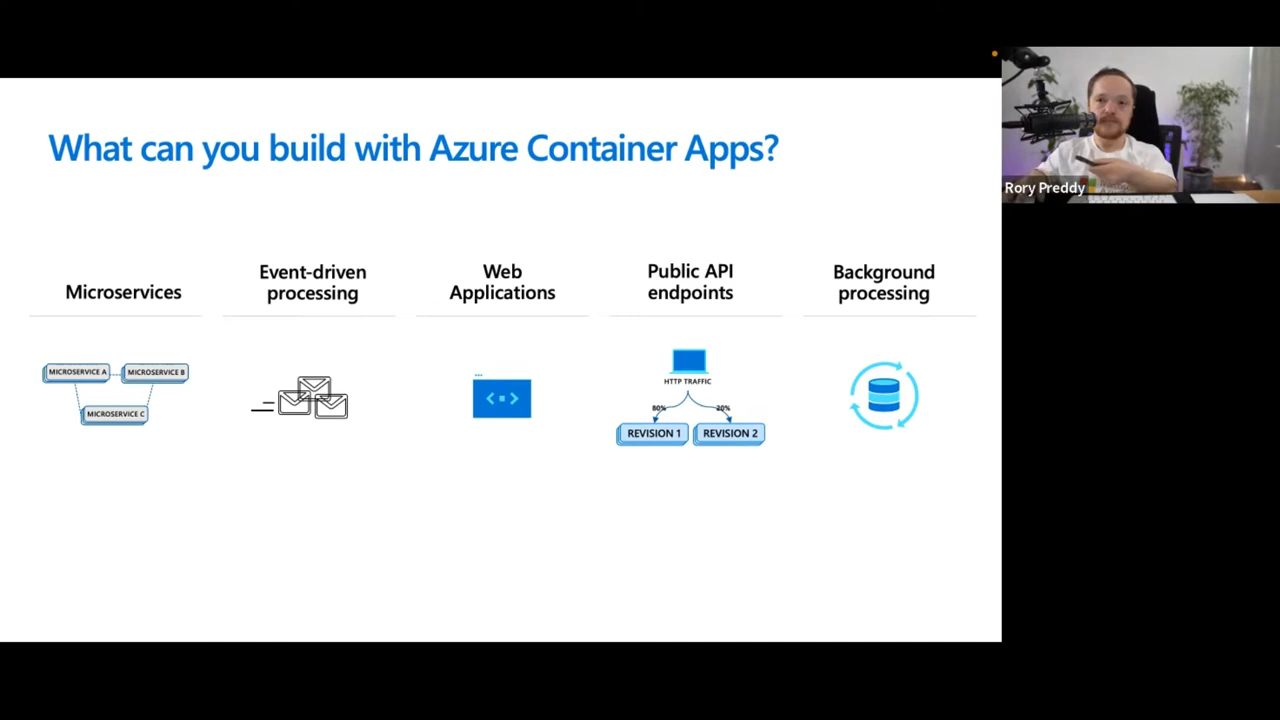 What can you build with Azure Container Apps?
Microservices
Event-driven
processing
Web
Applications
Public API
endpoints
Background
processing
MICROSERVICE A
MICROSERVICE B
MICROSERVICE C
HTTP TRAFFIC
80%
20%
REVISION 1
REVISION 2
Rory Preddy